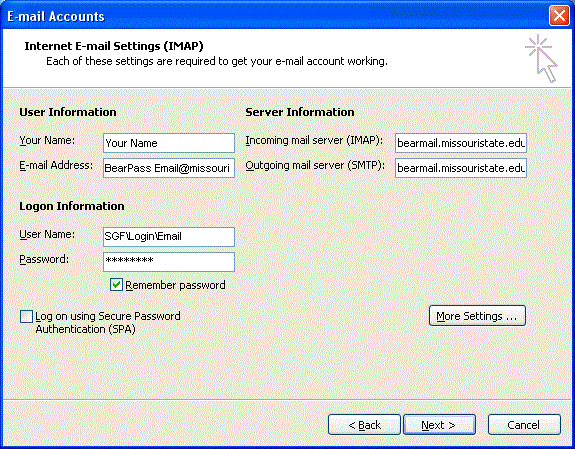 E-mail Accounts
Internet E-mail Settings (IMAP)
Each of these settings are required to get your e-mail account working.
User Information
Your Name: Your Name
E-mail Address: BearPass Email@missouri
Server Information
Incoming mail server (IMAP): bearmail.missouristate.edu
Outgoing mail server (SMTP): bearmail.missouristate.edu
Logon Information
User Name: SGF\Login\Email
Password: ********
Remember password
Log on using Secure Password
Authentication (SPA)
More Settings ...
< Back
Next >
Cancel